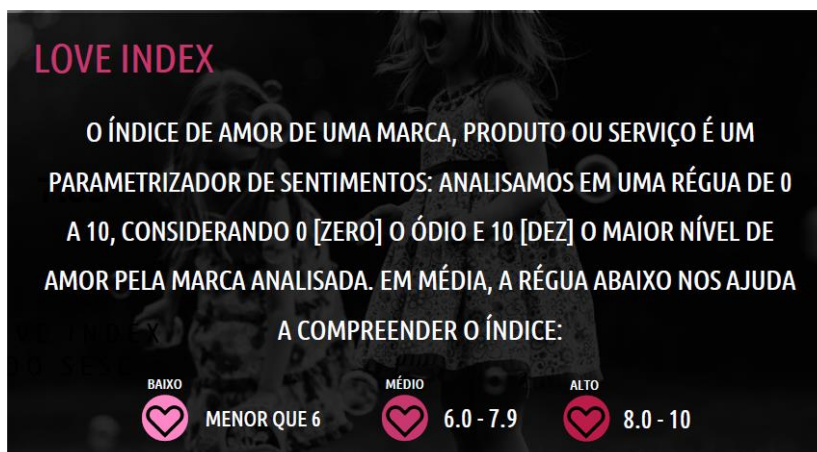 LOVE INDEX
O ÍNDICE DE AMOR DE UMA MARCA, PRODUTO OU SERVIÇO É UM
PARAMETRIZADOR DE SENTIMENTOS: ANALISAMOS EM UMA RÉGUA DE 0
A 10, CONSIDERANDO 0 [ZERO] O ÓDIO E 10 [DEZ] O MAIOR NÍVEL DE
AMOR PELA MARCA ANALISADA. EM MÉDIA, A RÉGUA ABAIXO NOS AJUDA
A COMPREENDER O ÍNDICE:
BAIXO
MENOR QUE 6
MÉDIO
6.0 - 7.9
ALTO
8.0 - 10